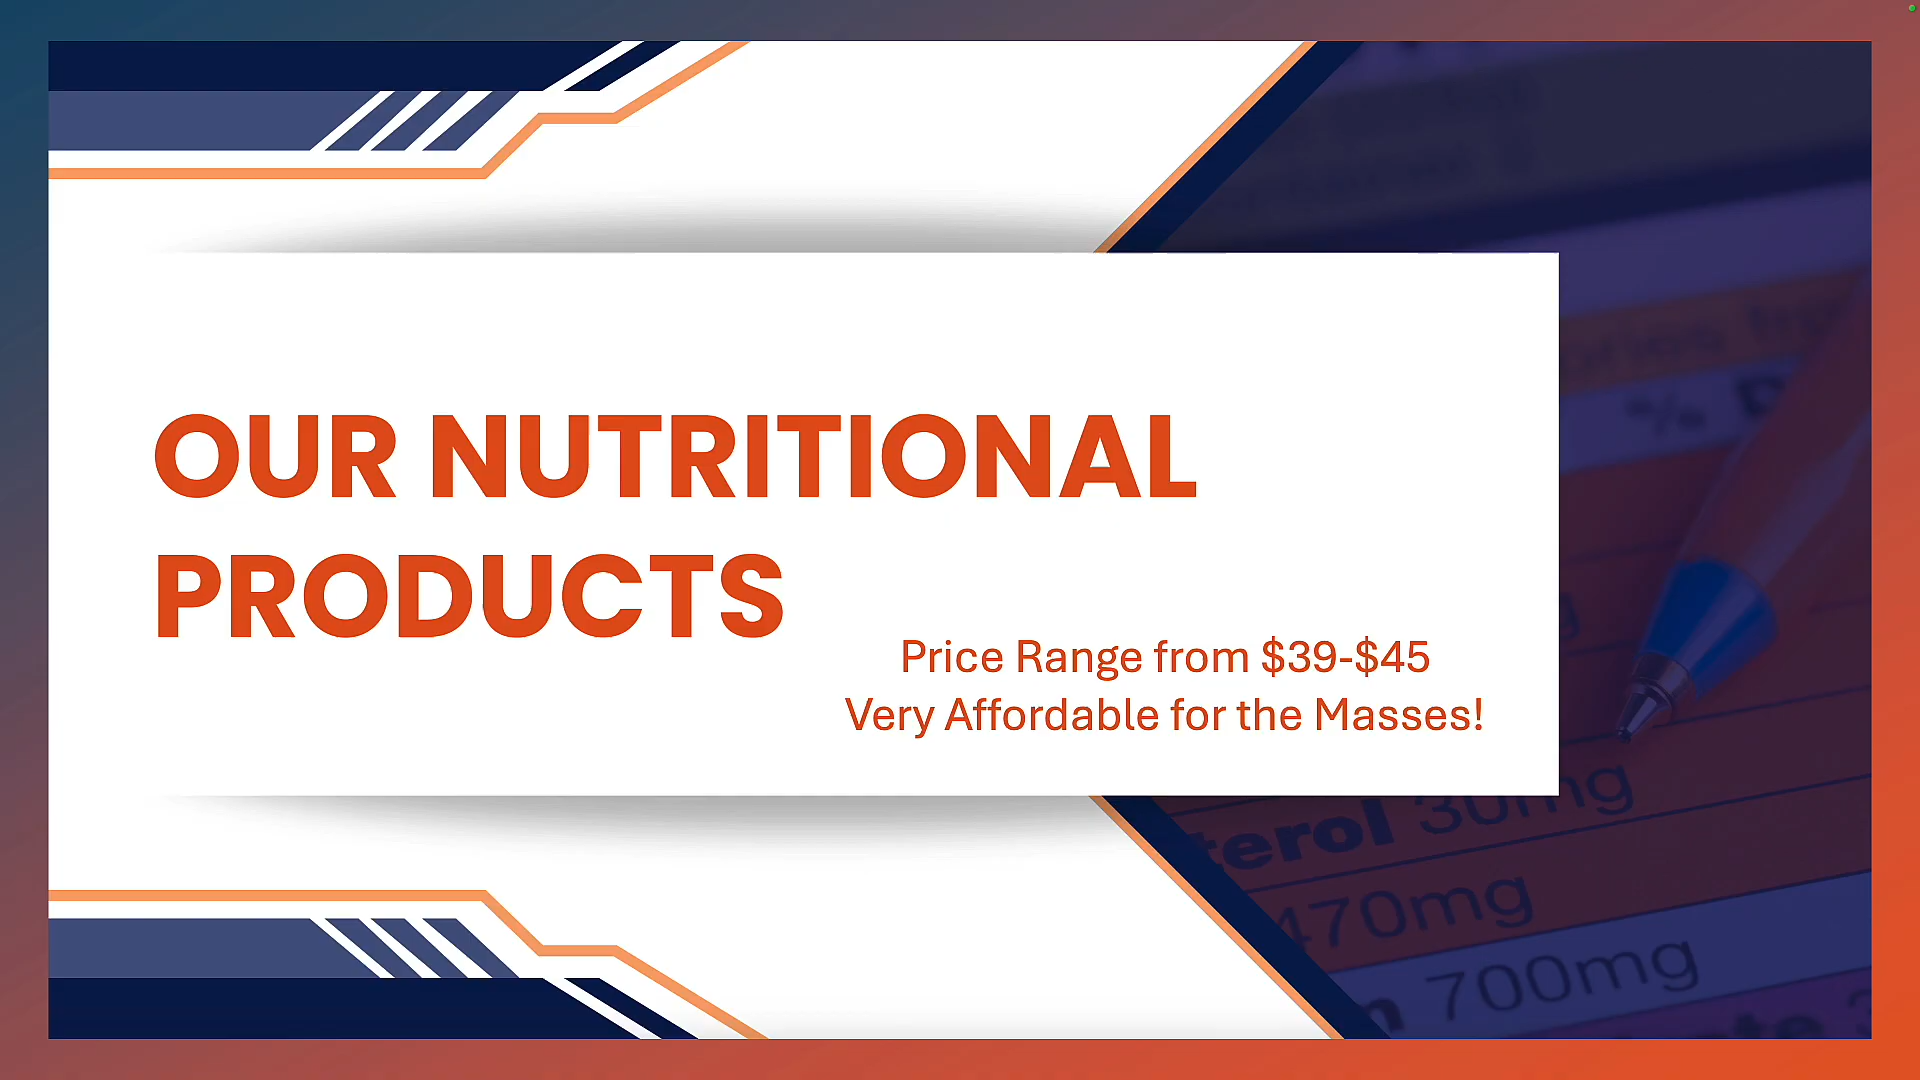 OUR NUTRITIONAL
PRODUCTS
Price Range from $39-$45
Very Affordable for the Masses!
terol 30mg
470mg
700mg